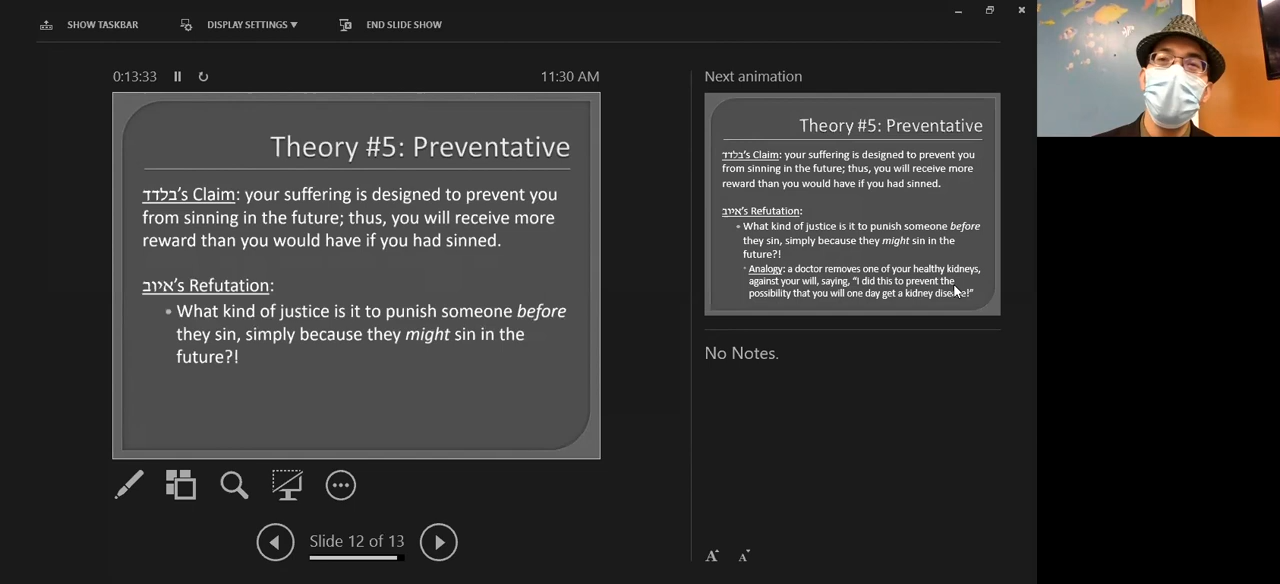 SHOW TASKBAR
DISPLAY SETTINGS ▼
END SLIDE SHOW
0:13:33
11:30 AM
Theory #5: Preventative
בלדד's Claim: your suffering is designed to prevent you
from sinning in the future; thus, you will receive more
reward than you would have if you had sinned.
איוב's Refutation:
What kind of justice is it to punish someone before
they sin, simply because they might sin in the
future?!
Slide 12 of 13
Next animation
Theory #5: Preventative
בלדד's Claim: your suffering is designed to prevent you
from sinning in the future; thus, you will receive more
reward than you would have if you had sinned.
איוב's Refutation:
What kind of justice is it to punish someone before
they sin, simply because they might sin in the
future?!
Analogy: a doctor removes one of your healthy kidneys,
against your will, saying, "I did this to prevent the
possibility that you will one day get a kidney disease!"
No Notes.
A A